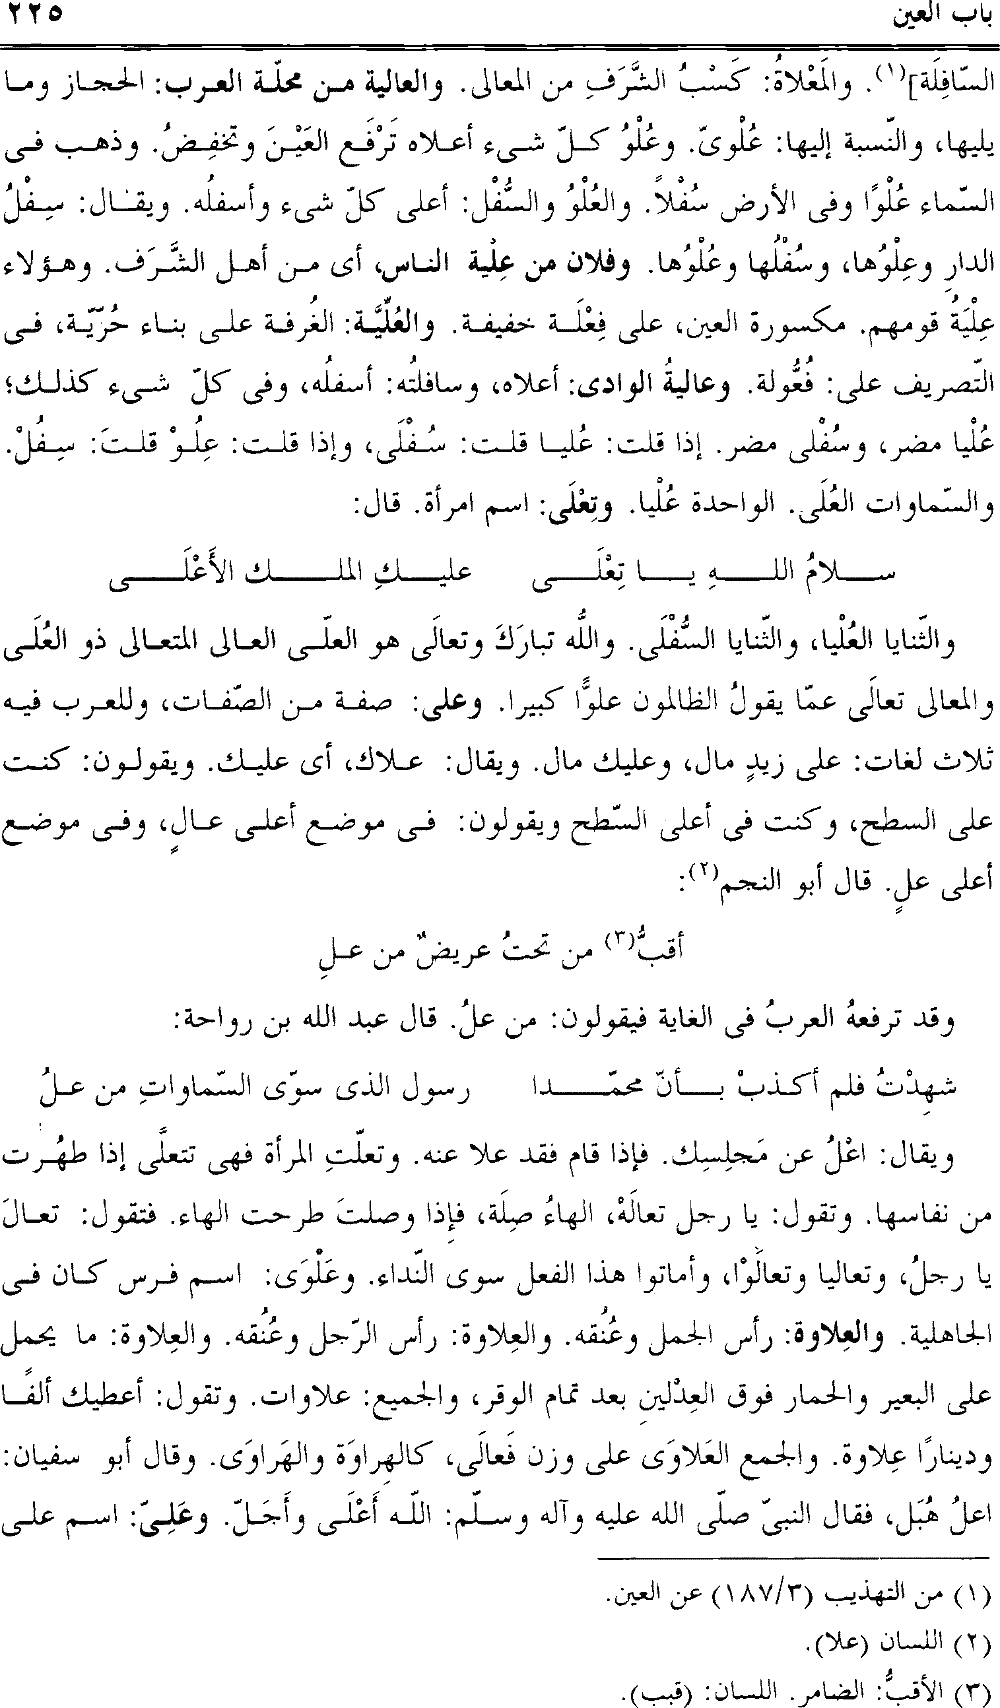 باب العين ٢٢٥
السّافِلَة](١). والَمعْلاةُ: كَسْبُ الشَّرَفِ من المعالى. والعالية من محلّة العرب: الحجاز وما
يليها، والنّسبة إليها: عُلْوىّ. وعُلْوُ كلّ شىء أعلاه تَرْفَع العَيْنَ وتخفِضُ. وذهب فى
السّماء عُلْوًا وفى الأرض سُفْلاً. والعُلْوُ والسُّفْل: أعلى كلّ شىء وأسفلُه. ويقال: سِفْلُ
الدارِ وعِلْوُها، وسُفْلُها وعُلْوُها. وفلان من عِلْية الناس، أى من أهل الشَّرَف. وهؤلاء
عِلْيَةُ قومهم. مكسورة العين، على فِعْلَة خفيفة. والعُلِّيَّة: الغُرفة على بناء حُرّيّة، فى
التّصريف على: فُعُّولة. وعاليةُ الوادى: أعلاه، وسافلتُه: أسفلُه، وفى كلّ شىء كذلك؛
عُلْيا مضر، وسُفْلى مضر. إذا قلت: عُليا قلت: سُفْلَى، وإذا قلت: عِلُوْ قلتَ: سِفُلْ.
والسّماوات العُلَى. الواحدة عُلْيا. وتِعْلَى: اسم امرأة. قال:
سلامُ اللهِ يا تِعْلَى عليكِ الملك الأَعْلَى
والثّنايا العُلْيا، والثّنايا السُّفْلَى. واللّه تبارَكَ وتعالَى هو العلّى العالى المتعالى ذو العُلَى
والمعالى تعالَى عمّا يقولُ الظالمون علوًّا كبيرا. وعلى: صفة من الصّفات، وللعرب فيه
ثلاث لغات: على زيدٍ مال، وعليك مال. ويقال: علاك، أى عليك. ويقولون: كنت
على السطح، وكنت فى أعلى السّطح ويقولون: فى موضع أعلى عالٍ، وفى موضع
أعلى علٍ. قال أبو النجم(٢):
أقبُّ(٣) من تحتُ عريضٌ من علِ
وقد ترفعهُ العربُ فى الغاية فيقولون: من علُ. قال عبد الله بن رواحة:
شهِدْتُ فلم أكذبْ بأنّ محمّدا رسول الذى سوّى السّماواتِ من علُ
ويقال: اعْلُ عن مَجلِسِك. فإذا قام فقد علا عنه. وتعلّتِ المرأة فهى تتعلَّى إذا طهُرت
من نفاسها. وتقول: يا رجل تعالَهْ، الهاءُ صِلَة، فإذا وصلتَ طرحت الهاء. فتقول: تعالَ
يا رجلُ، وتعاليا وتعالَوْا، وأماتوا هذا الفعل سوى النّداء. وعَلْوَى: اسم فرس كان فى
الجاهلية. والعِلاوة: رأس الجمل وعُنُقه. والعِلاوة: رأس الرّجل وعُنُقه. والعِلاوة: ما يحمل
على البعير والحمار فوق العِدْلينِ بعد تمام الوقر، والجميع: علاوات. وتقول: أعطيك ألفًا
ودينارًا عِلاوة. والجمع العَلاوَى على وزن فَعالَى، كالهِراوَة والهَراوَى. وقال أبو سفيان:
اعلُ هُبَل، فقال النبىّ صلّى الله عليه وآله وسلّم: اللّه أَعْلَى وأَجَلّ. وعَلِىّ: اسم على
(١) من التهذيب (١٨٧/٣) عن العين.
(٢) اللسان (علا).
(٣) الأقبُّ: الضامر. اللسان: (قبب).